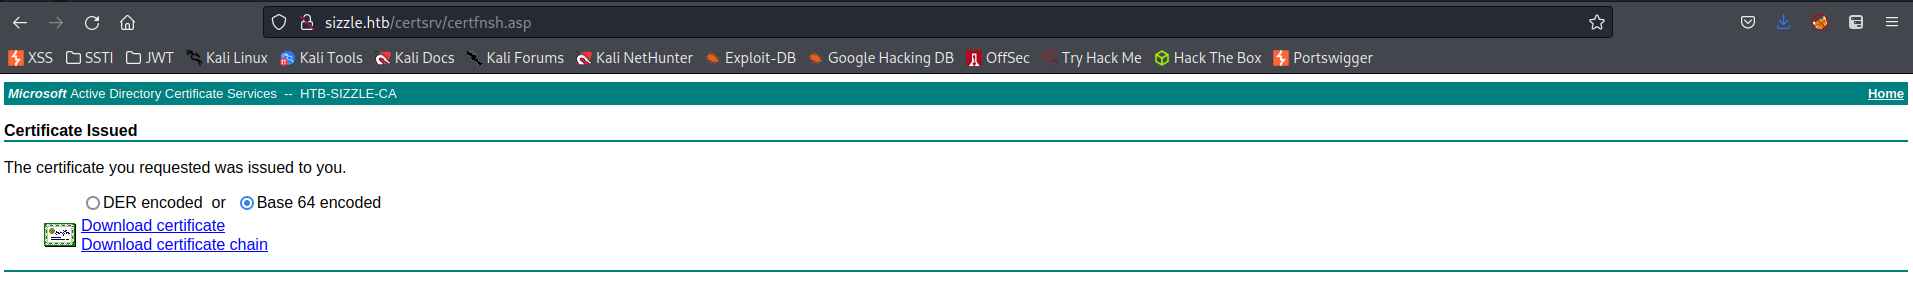 sizzle.htb/certsrv/certfnsh.asp
XSS SSTI JWT Kali Linux Kali Tools Kali Docs Kali Forums Kali NetHunter Exploit-DB Google Hacking DB OffSec Try Hack Me Hack The Box Portswigger
Microsoft Active Directory Certificate Services -- HTB-SIZZLE-CA Home
Certificate Issued
The certificate you requested was issued to you.
DER encoded or Base 64 encoded
Download certificate
Download certificate chain